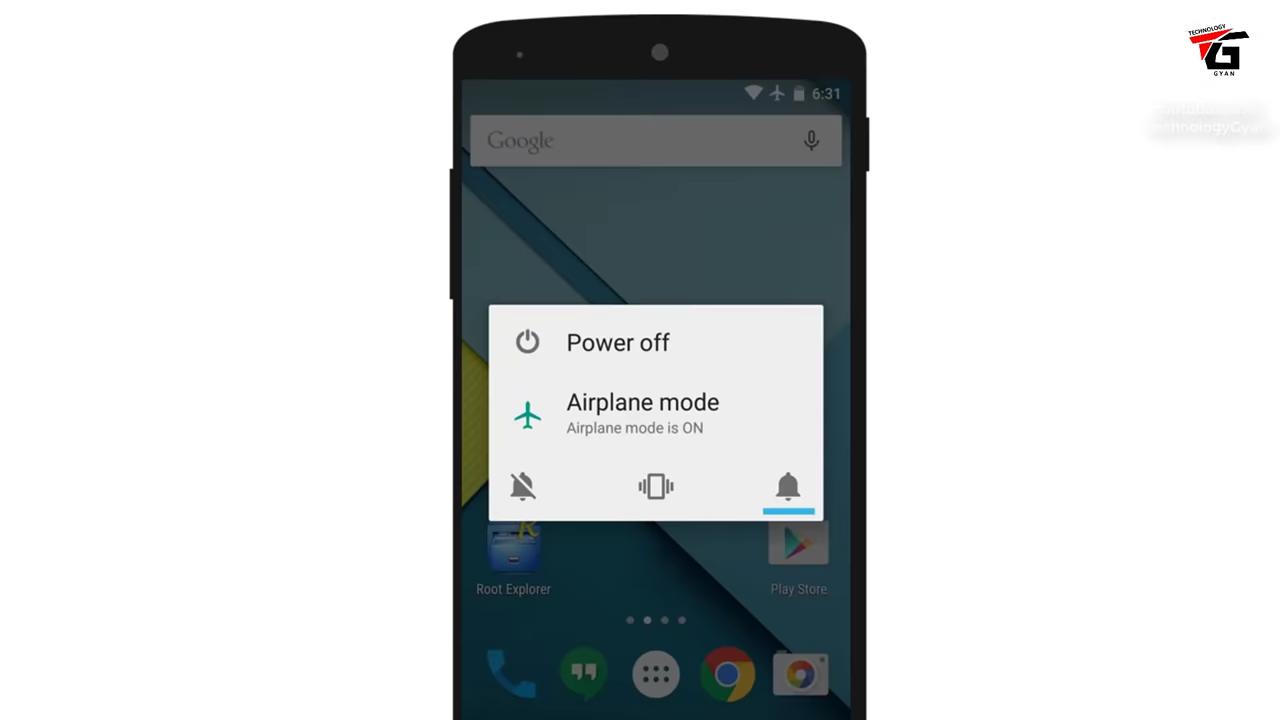 TECHNOLOGY
GYAN
6:31
Google
Power off
Airplane mode
Airplane mode is ON
Root Explorer
Play Store